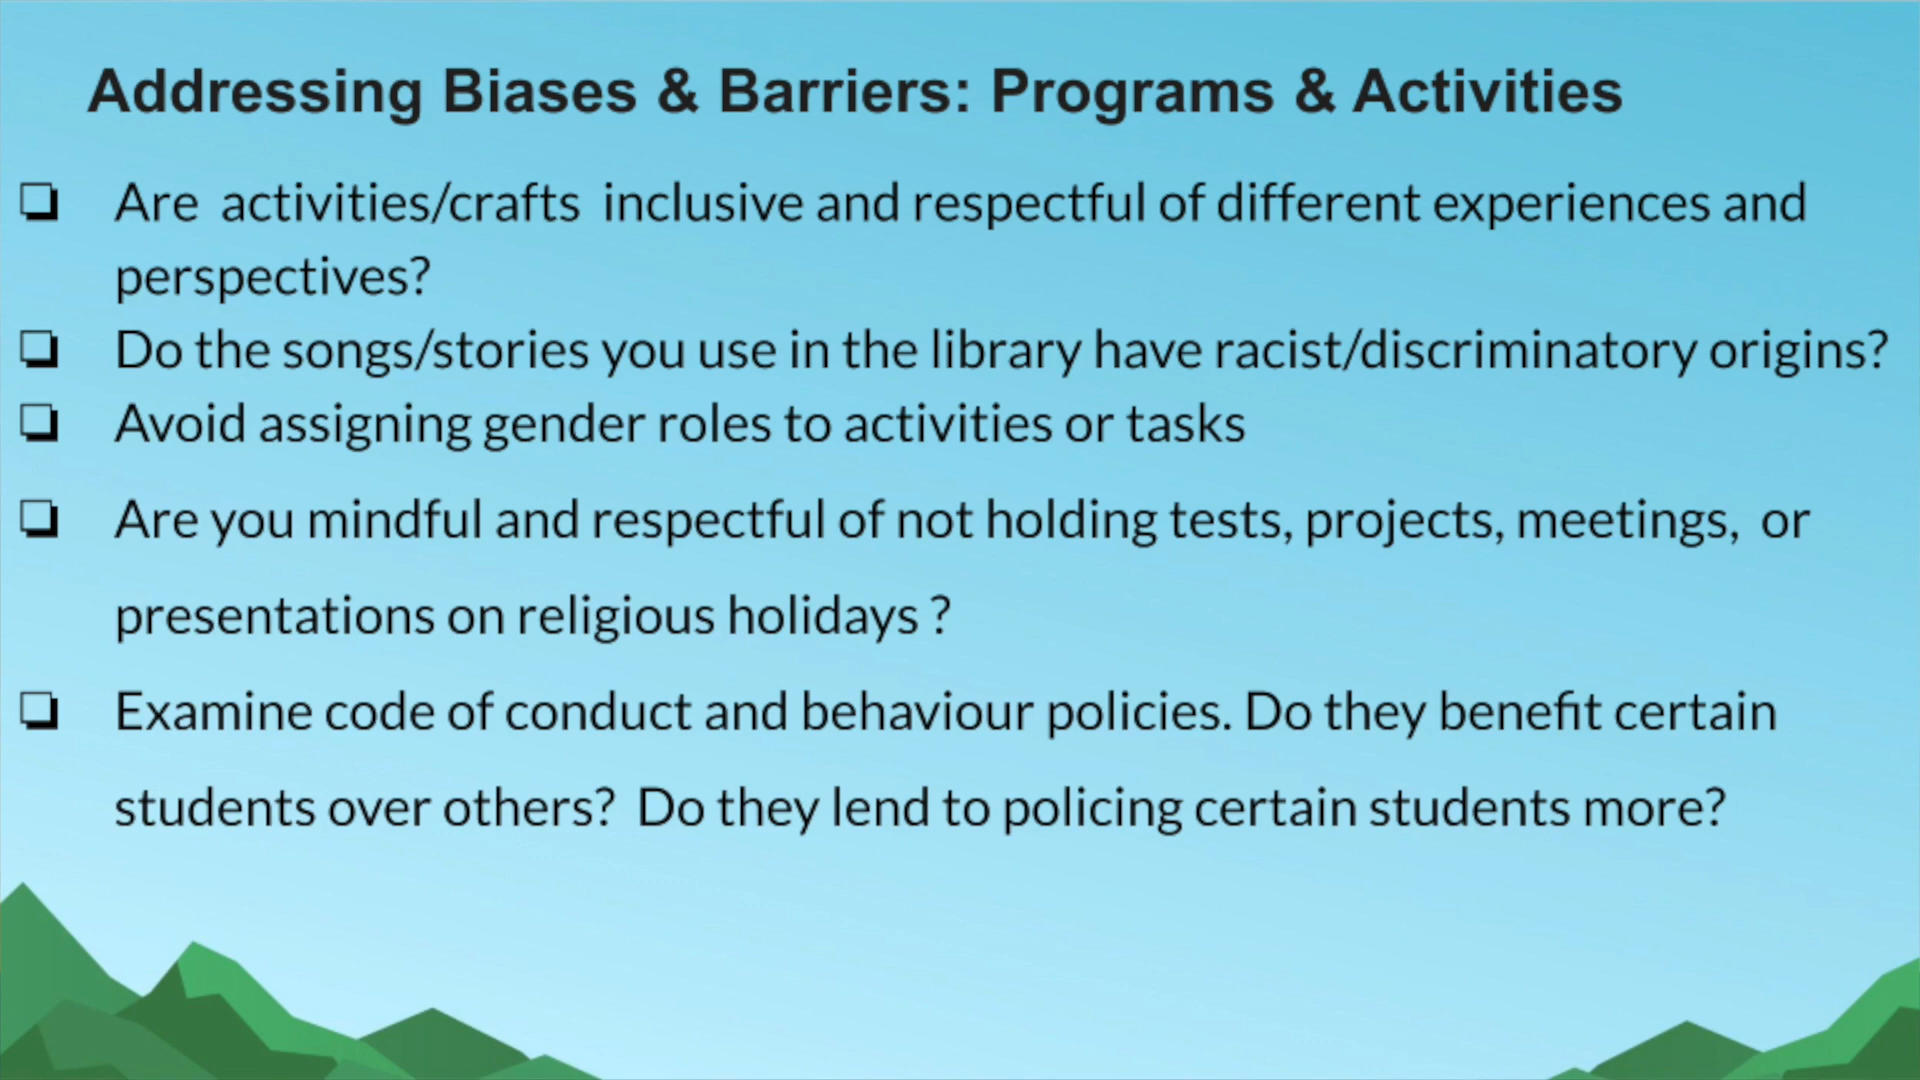 Addressing Biases & Barriers: Programs & Activities
❏ Are activities/crafts inclusive and respectful of different experiences and
perspectives?
❏ Do the songs/stories you use in the library have racist/discriminatory origins?
❏ Avoid assigning gender roles to activities or tasks
❏ Are you mindful and respectful of not holding tests, projects, meetings, or
presentations on religious holidays ?
❏ Examine code of conduct and behaviour policies. Do they benefit certain
students over others? Do they lend to policing certain students more?